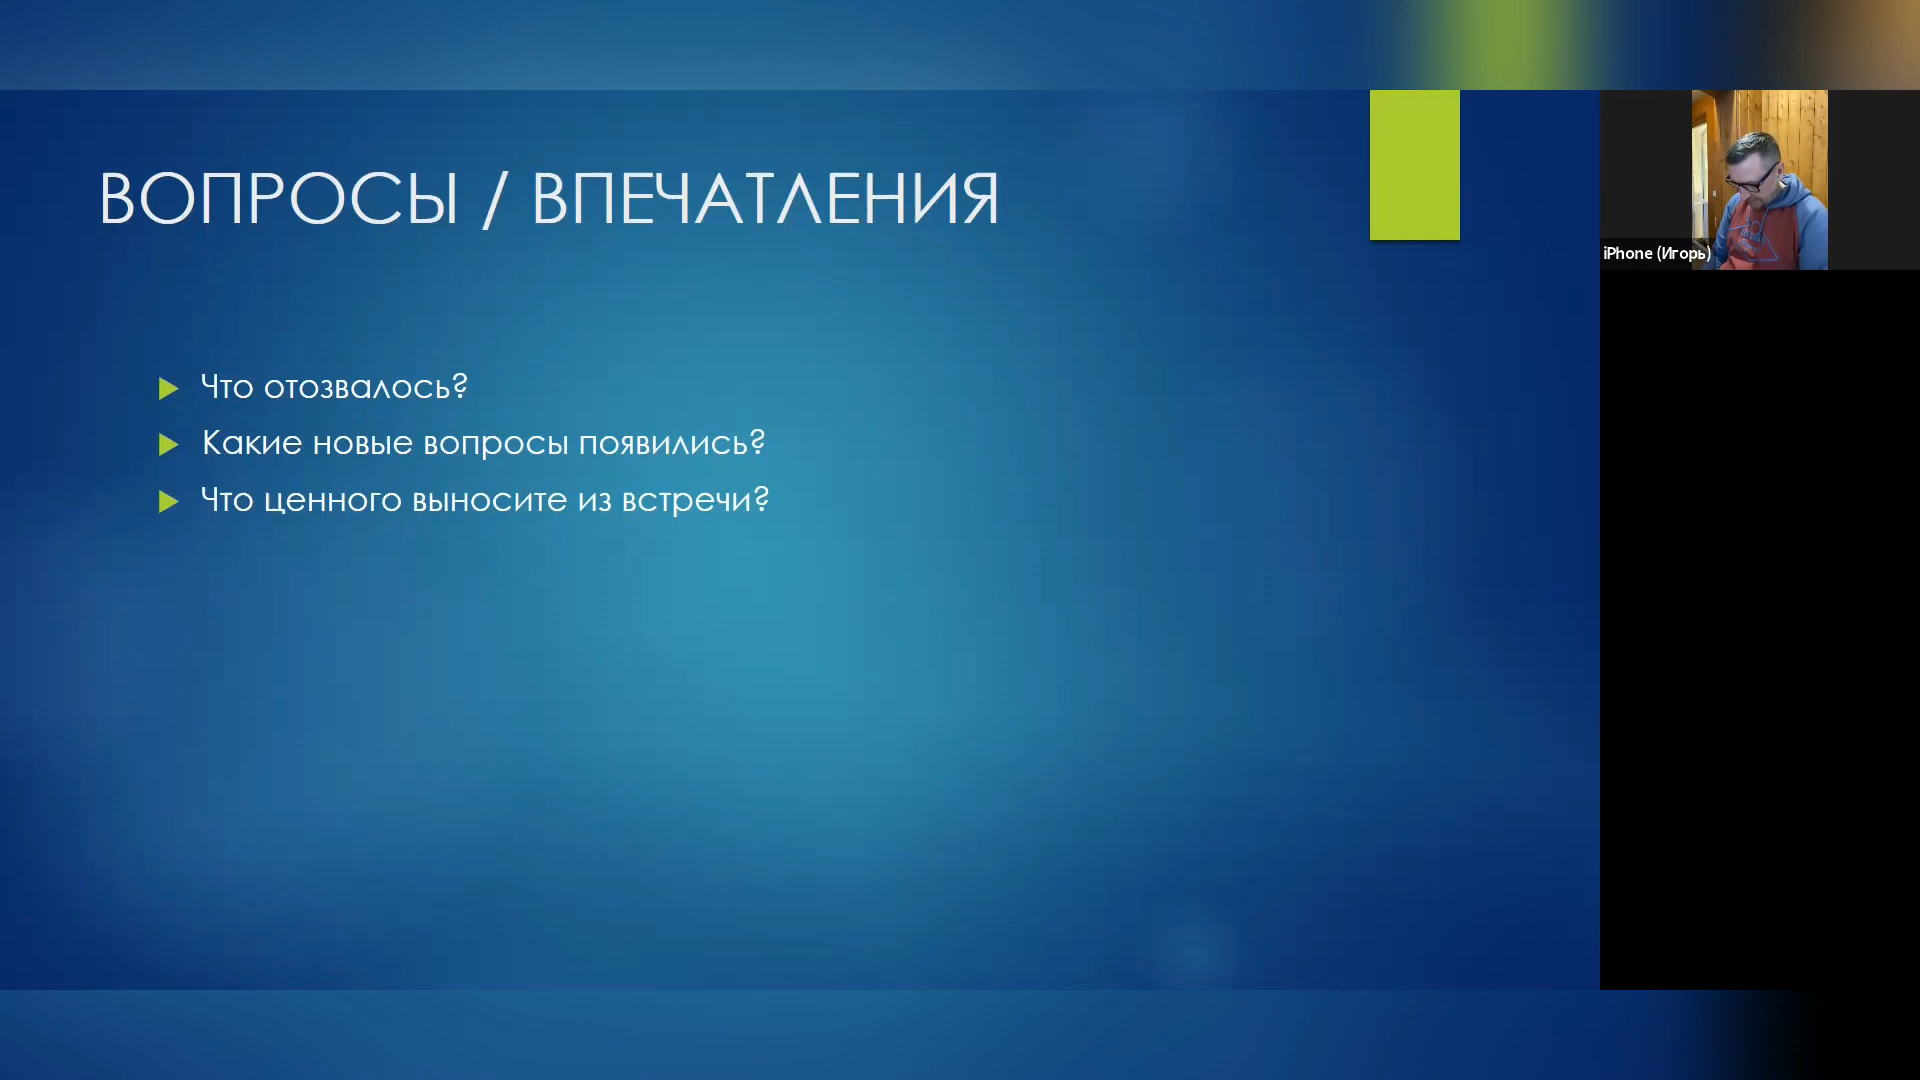 ВОПРОСЫ / ВПЕЧАТЛЕНИЯ
iPhone (Игорь)
Что отозвалось?
Какие новые вопросы появились?
Что ценного выносите из встречи?